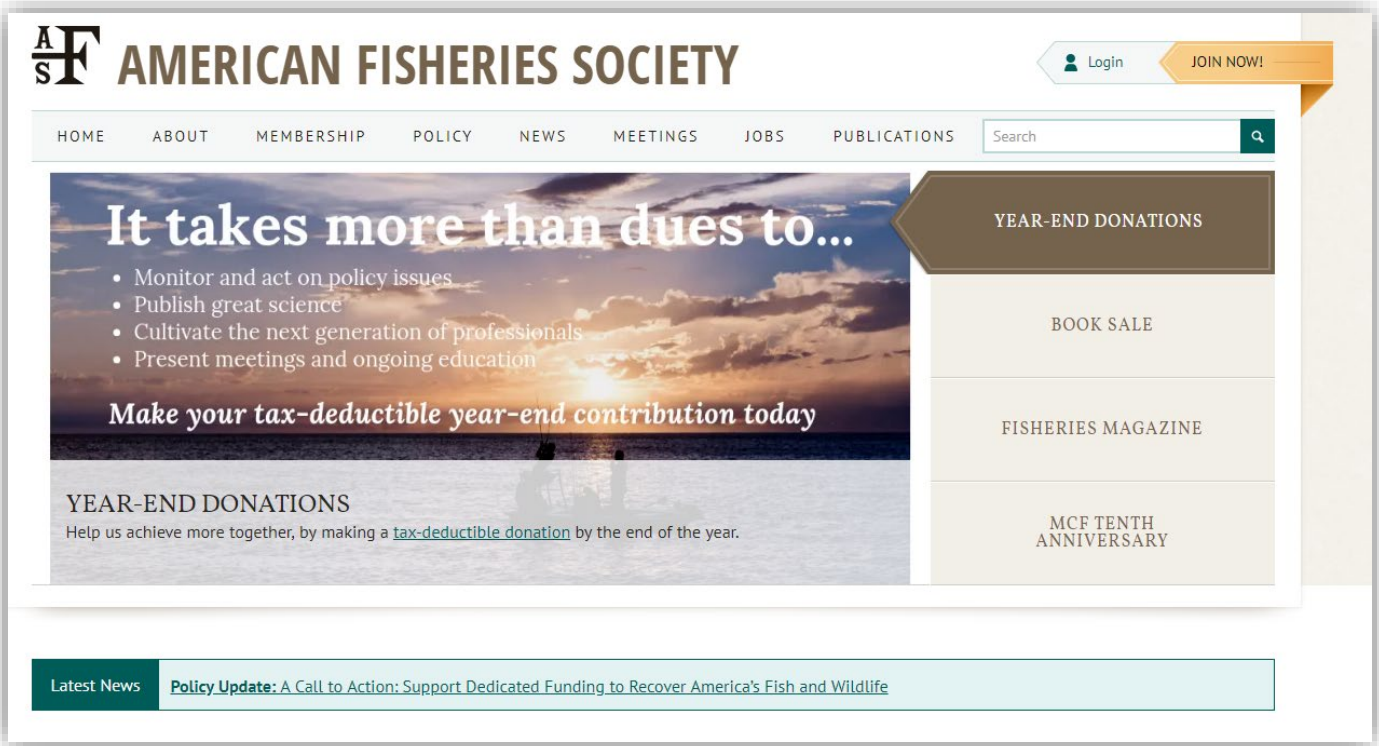 AFS AMERICAN FISHERIES SOCIETY
Login
JOIN NOW!
HOME ABOUT MEMBERSHIP POLICY NEWS MEETINGS JOBS PUBLICATIONS Search
It takes more than dues to...
• Monitor and act on policy issues
• Publish great science
• Cultivate the next generation of professionals
• Present meetings and ongoing education
Make your tax-deductible year-end contribution today
YEAR-END DONATIONS
Help us achieve more together, by making a tax-deductible donation by the end of the year.
YEAR-END DONATIONS
BOOK SALE
FISHERIES MAGAZINE
MCF TENTH
ANNIVERSARY
Latest News Policy Update: A Call to Action: Support Dedicated Funding to Recover America's Fish and Wildlife